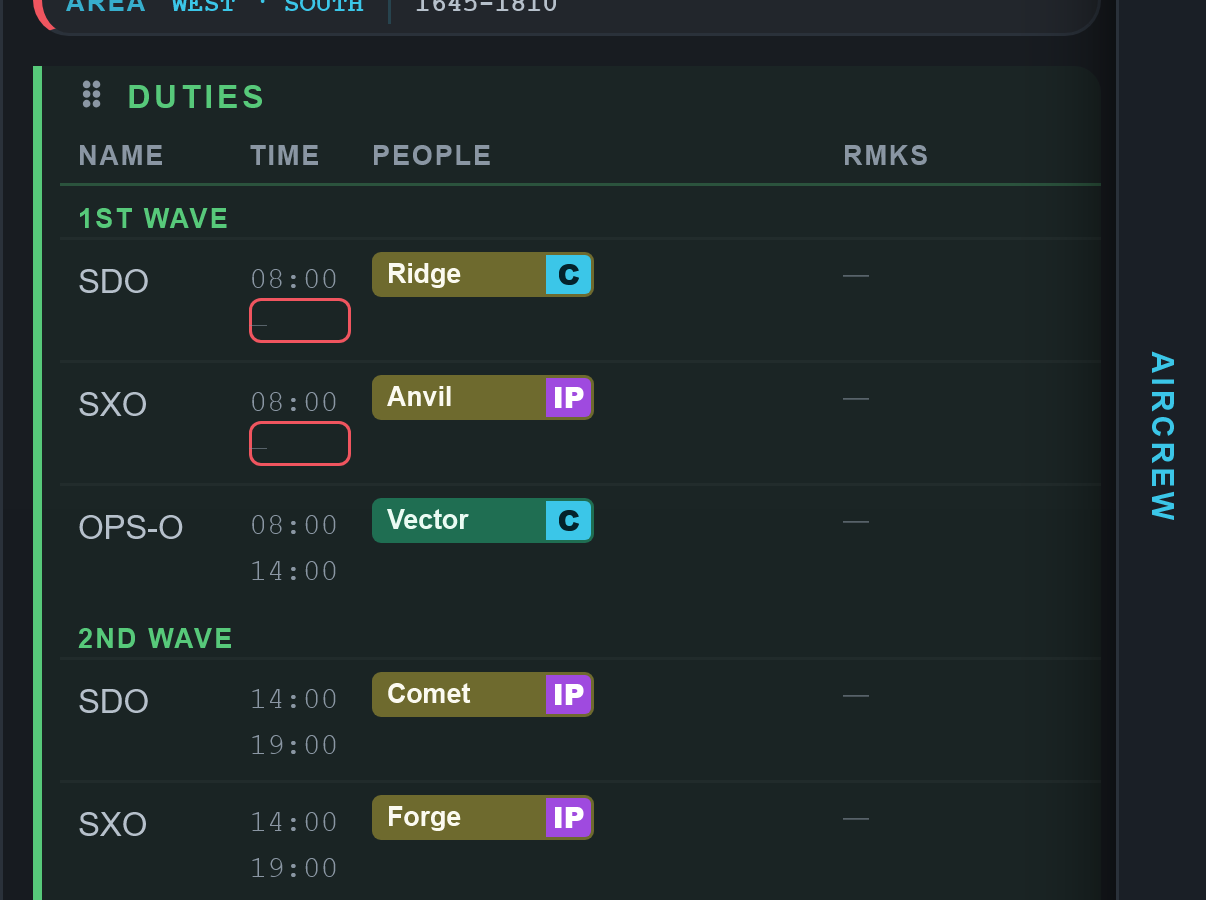 AREA WEST · SOUTH 1645–1810
DUTIES
NAME TIME PEOPLE RMKS
1ST WAVE
SDO 08:00 Ridge C —
—
SXO 08:00 Anvil IP —
—
OPS-O 08:00 Vector C —
14:00
2ND WAVE
SDO 14:00 Comet IP —
19:00
SXO 14:00 Forge IP —
19:00
AIRCREW